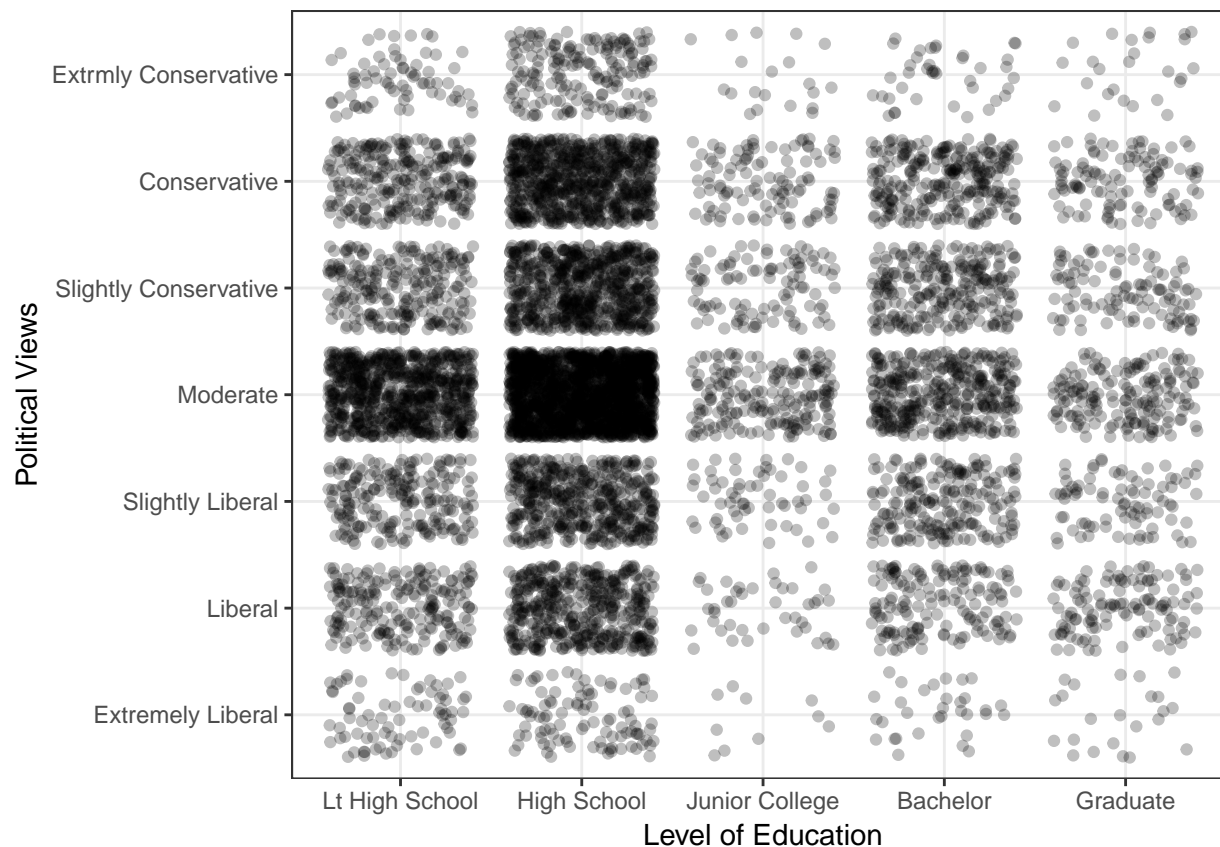 Political Views
Extrmly Conservative
Conservative
Slightly Conservative
Moderate
Slightly Liberal
Liberal
Extremely Liberal
Lt High School
High School
Junior College
Bachelor
Graduate
Level of Education